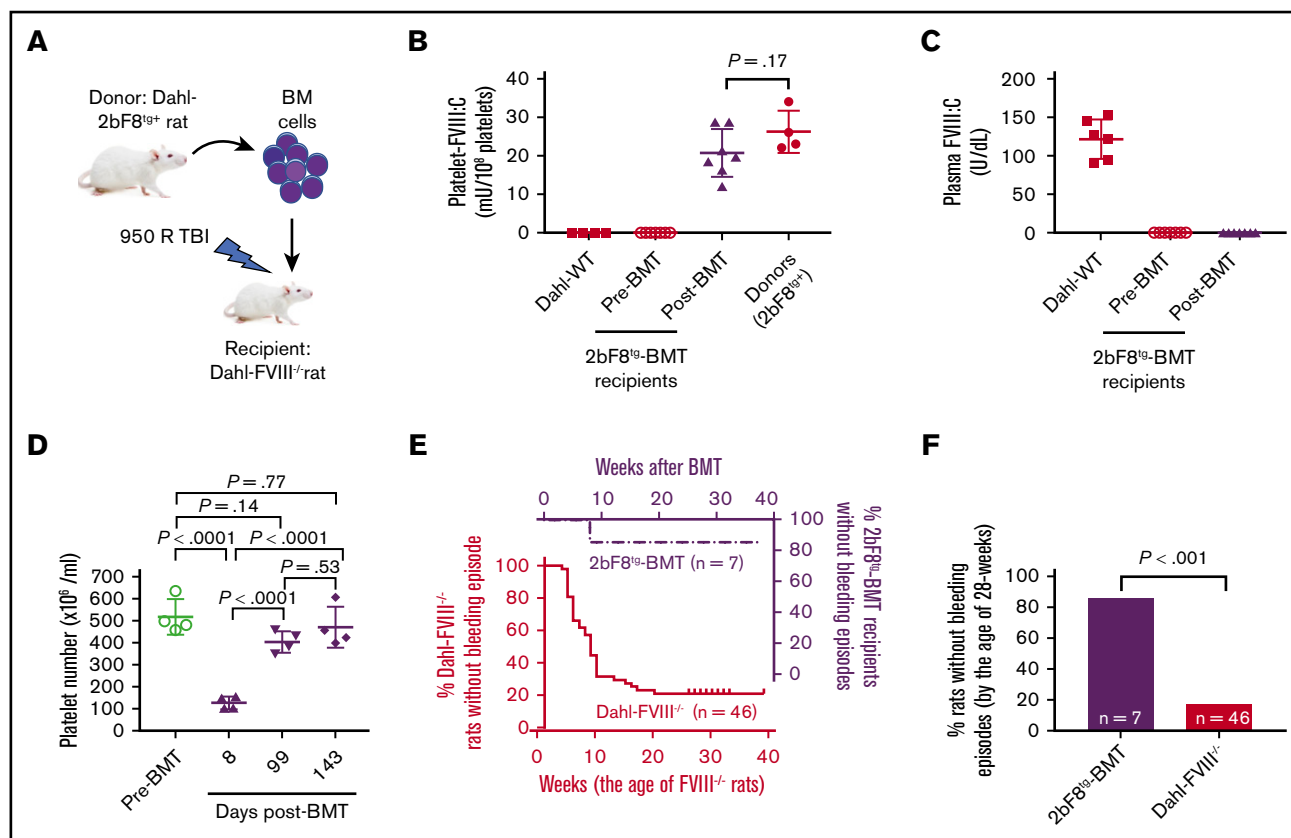 A
Donor: Dahl-
2bF8tg+ rat
BM
cells
950 R TBI
Recipient:
Dahl-FVIII-/-rat
B
P = .17
Platelet-FVIII:C
(mU/10⁸ platelets)
40
30
20
10
0
Dahl-WT
Pre-BMT
Post-BMT
Donors
(2bF8tg+)
2bF8tg-BMT
recipients
C
Plasma FVIII:C
(U/dL)
200
150
100
50
0
Dahl-WT
Pre-BMT
Post-BMT
2bF8tg-BMT
recipients
D
P = .77
P = .14
P < .0001
P < .0001
P = .53
P < .0001
Platelet number (x10⁶ /ml)
700
600
500
400
300
200
100
0
Pre-BMT
8
99
143
Days post-BMT
E
Weeks after BMT
0
10
20
30
40
100
80
60
40
20
0
% 2bF8tg-BMT recipients
without bleeding episodes
2bF8tg-BMT (n = 7)
% Dahl-FVIII-/-
rats without bleeding episode
100
80
60
40
20
0
Dahl-FVIII-/- (n = 46)
0
10
20
30
40
Weeks (the age of FVIII-/- rats)
F
P < .001
% rats without bleeding
episodes (by the age of 28-weeks)
100
80
60
40
20
0
n = 7
n = 46
2bF8tg-BMT
Dahl-FVIII-/-